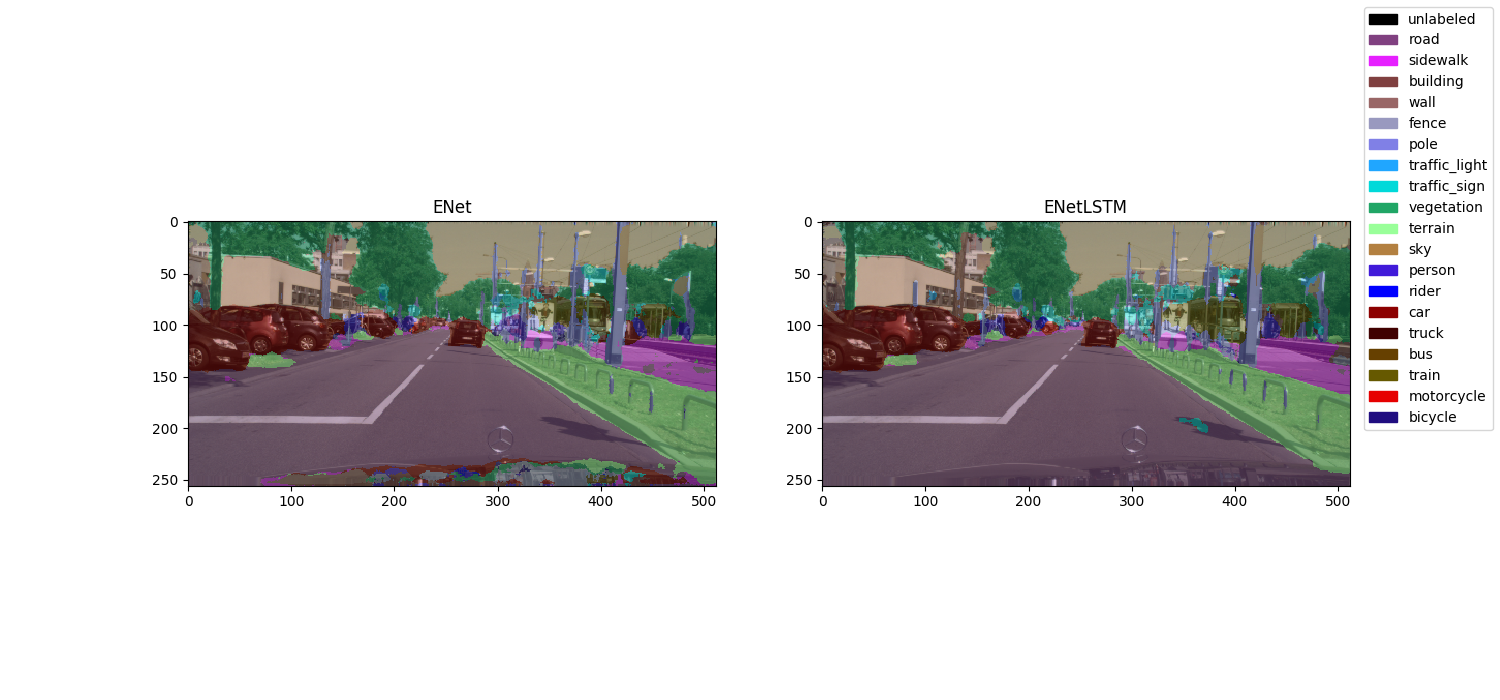 ENet
0
50
100
150
200
250
0 100 200 300 400 500
ENetLSTM
0
50
100
150
200
250
0 100 200 300 400 500
unlabeled
road
sidewalk
building
wall
fence
pole
traffic_light
traffic_sign
vegetation
terrain
sky
person
rider
car
truck
bus
train
motorcycle
bicycle